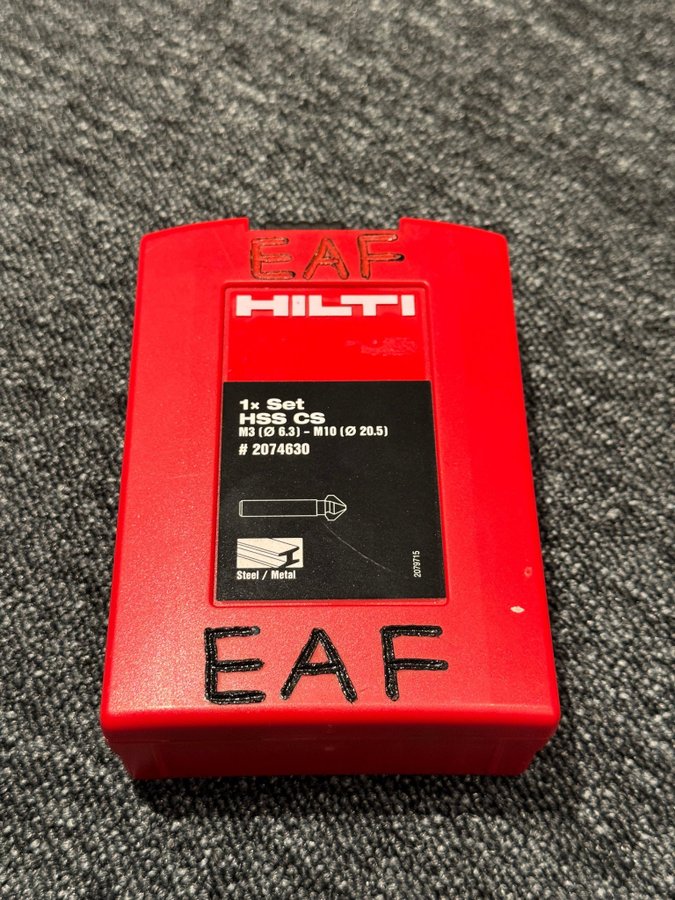 EAF
HILTI
1x Set
HSS CS
M3 (Ø 6.3) – M10 (Ø 20.5)
# 2074630
Steel / Metal
2079715
EAF